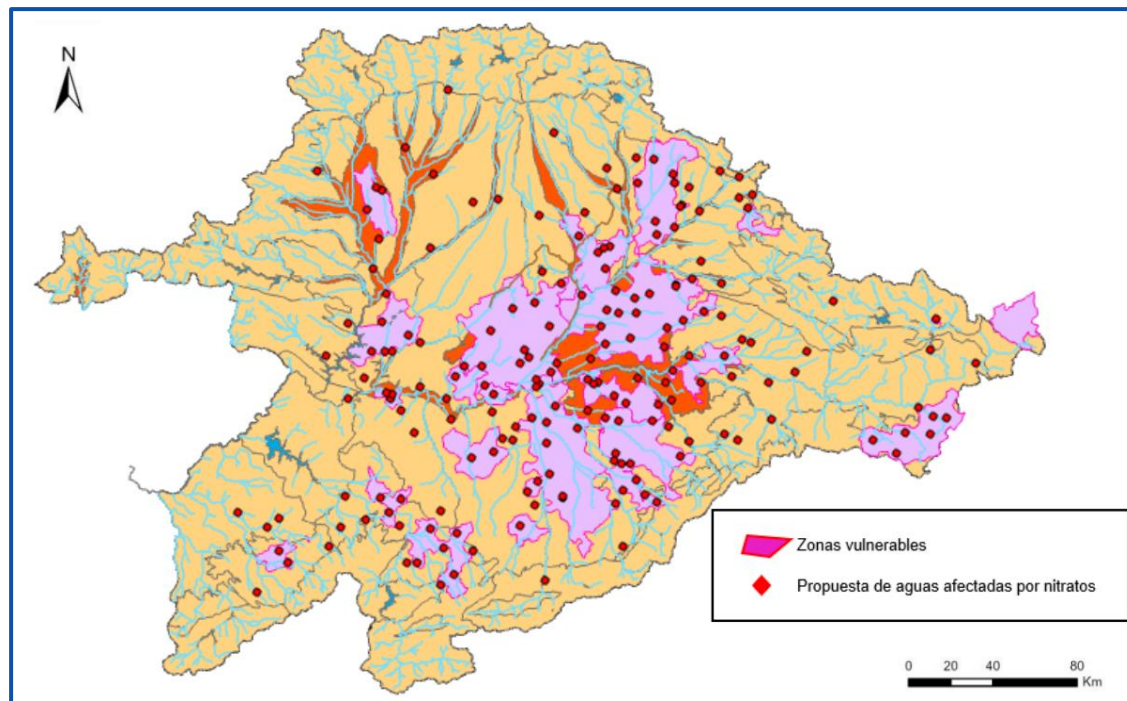 N
Zonas vulnerables
Propuesta de aguas afectadas por nitratos
0 20 40 80
Km